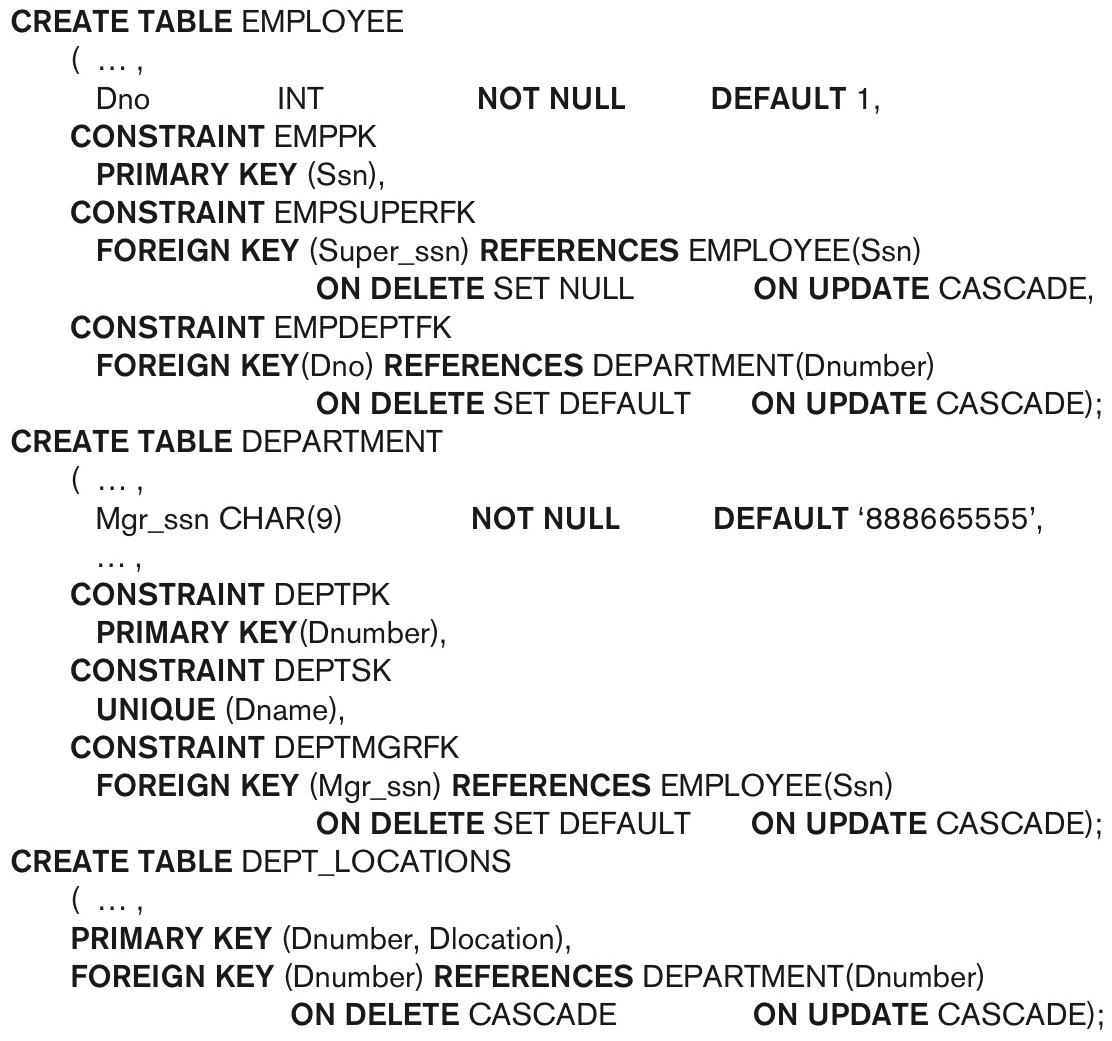 CREATE TABLE EMPLOYEE
( … ,
Dno INT NOT NULL DEFAULT 1,
CONSTRAINT EMPPK
PRIMARY KEY (Ssn),
CONSTRAINT EMPSUPERFK
FOREIGN KEY (Super_ssn) REFERENCES EMPLOYEE(Ssn)
ON DELETE SET NULL ON UPDATE CASCADE,
CONSTRAINT EMPDEPTFK
FOREIGN KEY(Dno) REFERENCES DEPARTMENT(Dnumber)
ON DELETE SET DEFAULT ON UPDATE CASCADE);
CREATE TABLE DEPARTMENT
( … ,
Mgr_ssn CHAR(9) NOT NULL DEFAULT ‘888665555’,
… ,
CONSTRAINT DEPTPK
PRIMARY KEY(Dnumber),
CONSTRAINT DEPTSK
UNIQUE (Dname),
CONSTRAINT DEPTMGRFK
FOREIGN KEY (Mgr_ssn) REFERENCES EMPLOYEE(Ssn)
ON DELETE SET DEFAULT ON UPDATE CASCADE);
CREATE TABLE DEPT_LOCATIONS
( … ,
PRIMARY KEY (Dnumber, Dlocation),
FOREIGN KEY (Dnumber) REFERENCES DEPARTMENT(Dnumber)
ON DELETE CASCADE ON UPDATE CASCADE);